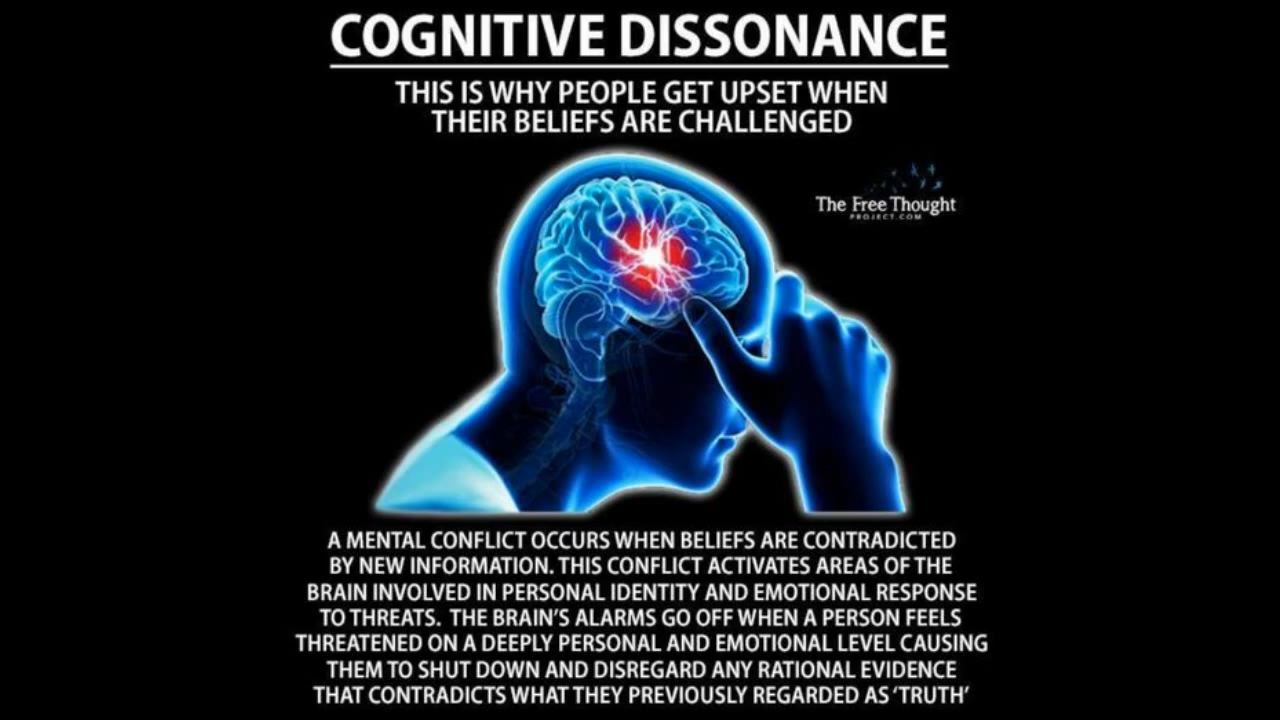 COGNITIVE DISSONANCE
THIS IS WHY PEOPLE GET UPSET WHEN
THEIR BELIEFS ARE CHALLENGED
The Free Thought
PROJECT.COM
A MENTAL CONFLICT OCCURS WHEN BELIEFS ARE CONTRADICTED
BY NEW INFORMATION. THIS CONFLICT ACTIVATES AREAS OF THE
BRAIN INVOLVED IN PERSONAL IDENTITY AND EMOTIONAL RESPONSE
TO THREATS. THE BRAIN'S ALARMS GO OFF WHEN A PERSON FEELS
THREATENED ON A DEEPLY PERSONAL AND EMOTIONAL LEVEL CAUSING
THEM TO SHUT DOWN AND DISREGARD ANY RATIONAL EVIDENCE
THAT CONTRADICTS WHAT THEY PREVIOUSLY REGARDED AS 'TRUTH'